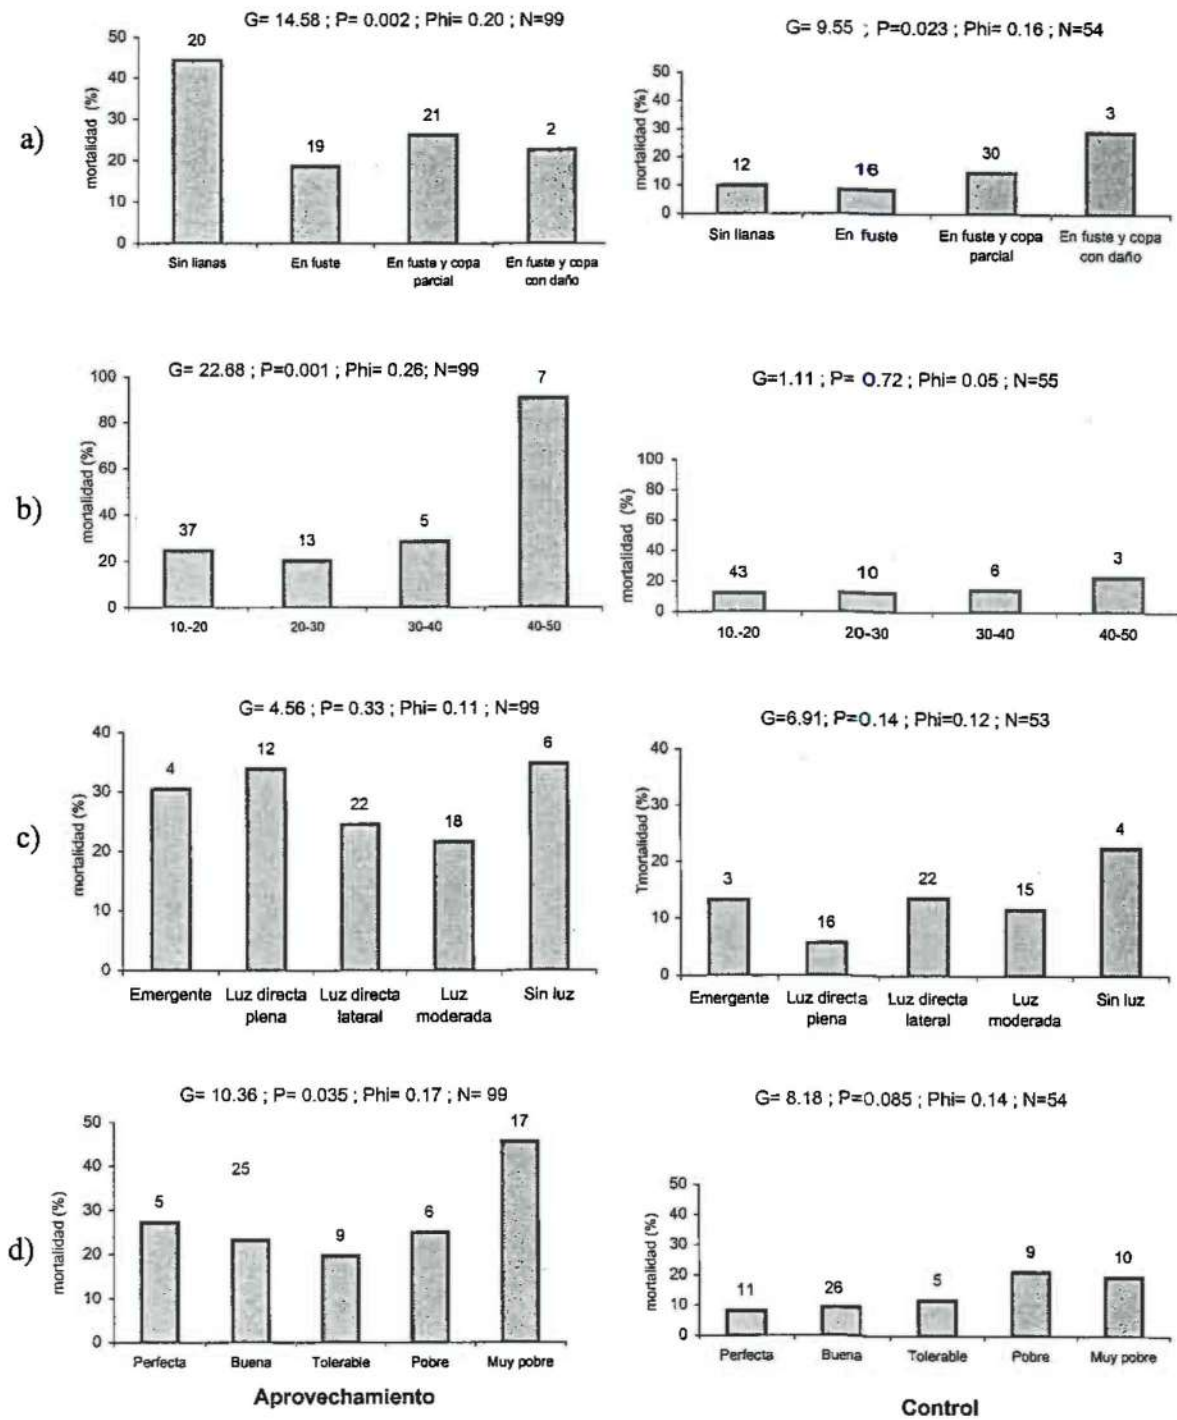 G= 14.58 ; P= 0.002 ; Phi= 0.20 ; N=99
a)
mortalidad (%)
50
40
30
20
10
0
20
19
21
2
Sin lianas
En fuste
En fuste y copa
parcial
En fuste y copa
con daño
G= 9.55 ; P=0.023 ; Phi= 0.16 ; N=54
mortalidad (%)
50
40
30
20
10
0
12
16
30
3
Sin lianas
En fuste
En fuste y copa
parcial
En fuste y copa
con daño
G= 22.68 ; P=0.001 ; Phi= 0.26; N=99
b)
mortalidad (%)
100
80
60
40
20
0
37
13
5
7
10.-20
20-30
30-40
40-50
G=1.11 ; P= 0.72 ; Phi= 0.05 ; N=55
mortalidad (%)
100
80
60
40
20
0
43
10
6
3
10.-20
20-30
30-40
40-50
G= 4.56 ; P= 0.33 ; Phi= 0.11 ; N=99
c)
mortalidad (%)
40
30
20
10
0
4
12
22
18
6
Emergente
Luz directa
plena
Luz directa
lateral
Luz
moderada
Sin luz
G=6.91; P=0.14 ; Phi=0.12 ; N=53
Tmortalidad (%)
40
30
20
10
0
3
16
22
15
4
Emergente
Luz directa
plena
Luz directa
lateral
Luz
moderada
Sin luz
G= 10.36 ; P= 0.035 ; Phi= 0.17 ; N= 99
d)
mortalidad (%)
50
40
30
20
10
0
5
25
9
6
17
Perfecta
Buena
Tolerable
Pobre
Muy pobre
Aprovechamiento
G= 8.18 ; P=0.085 ; Phi= 0.14 ; N=54
mortalidad (%)
50
40
30
20
10
0
11
26
5
9
10
Perfecta
Buena
Tolerable
Pobre
Muy pobre
Control